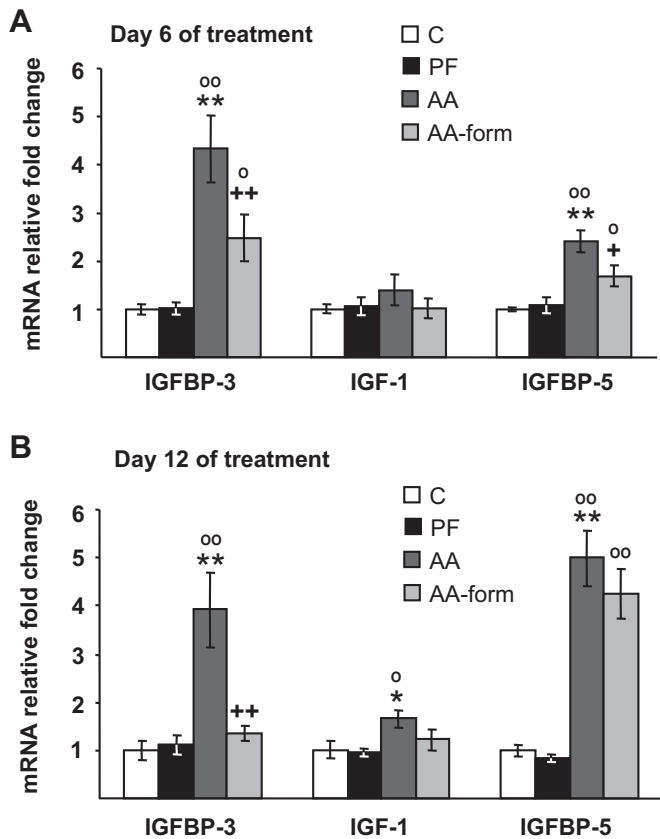 A
Day 6 of treatment
C
PF
AA
AA-form
mRNA relative fold change
6
5
4
3
2
1
oo
**
o
++
oo
**
o
+
IGFBP-3 IGF-1 IGFBP-5
B
Day 12 of treatment
C
PF
AA
AA-form
mRNA relative fold change
6
5
4
3
2
1
oo
**
++
o
*
oo
**
oo
IGFBP-3 IGF-1 IGFBP-5